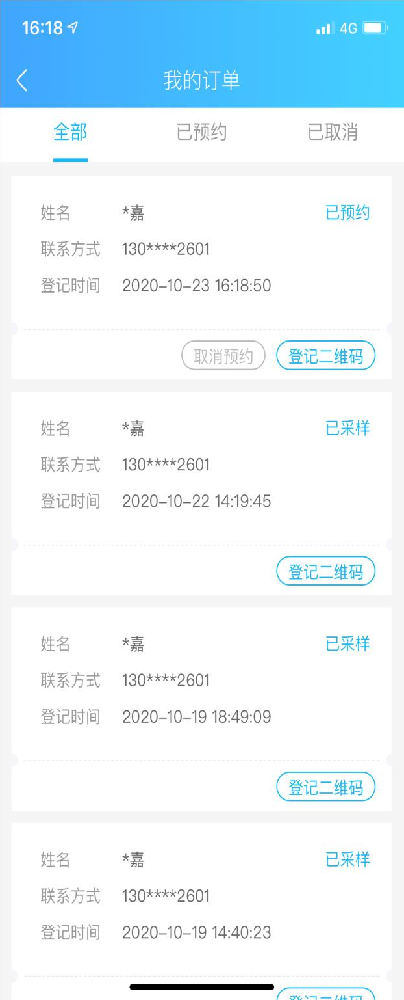 16:18 4G
我的订单
全部 已预约 已取消
姓名 *嘉 已预约
联系方式 130****2601
登记时间 2020-10-23 16:18:50
取消预约 登记二维码
姓名 *嘉 已采样
联系方式 130****2601
登记时间 2020-10-22 14:19:45
登记二维码
姓名 *嘉 已采样
联系方式 130****2601
登记时间 2020-10-19 18:49:09
登记二维码
姓名 *嘉 已采样
联系方式 130****2601
登记时间 2020-10-19 14:40:23
登记二维码